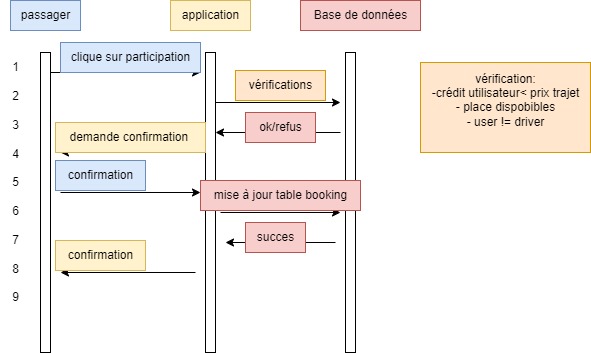 passager
application
Base de données
1
clique sur participation
vérifications
2
3
ok/refus
demande confirmation
4
5
confirmation
mise à jour table booking
6
7
succes
8
confirmation
9
vérification:
-crédit utilisateur< prix trajet
- place dispobibles
- user != driver